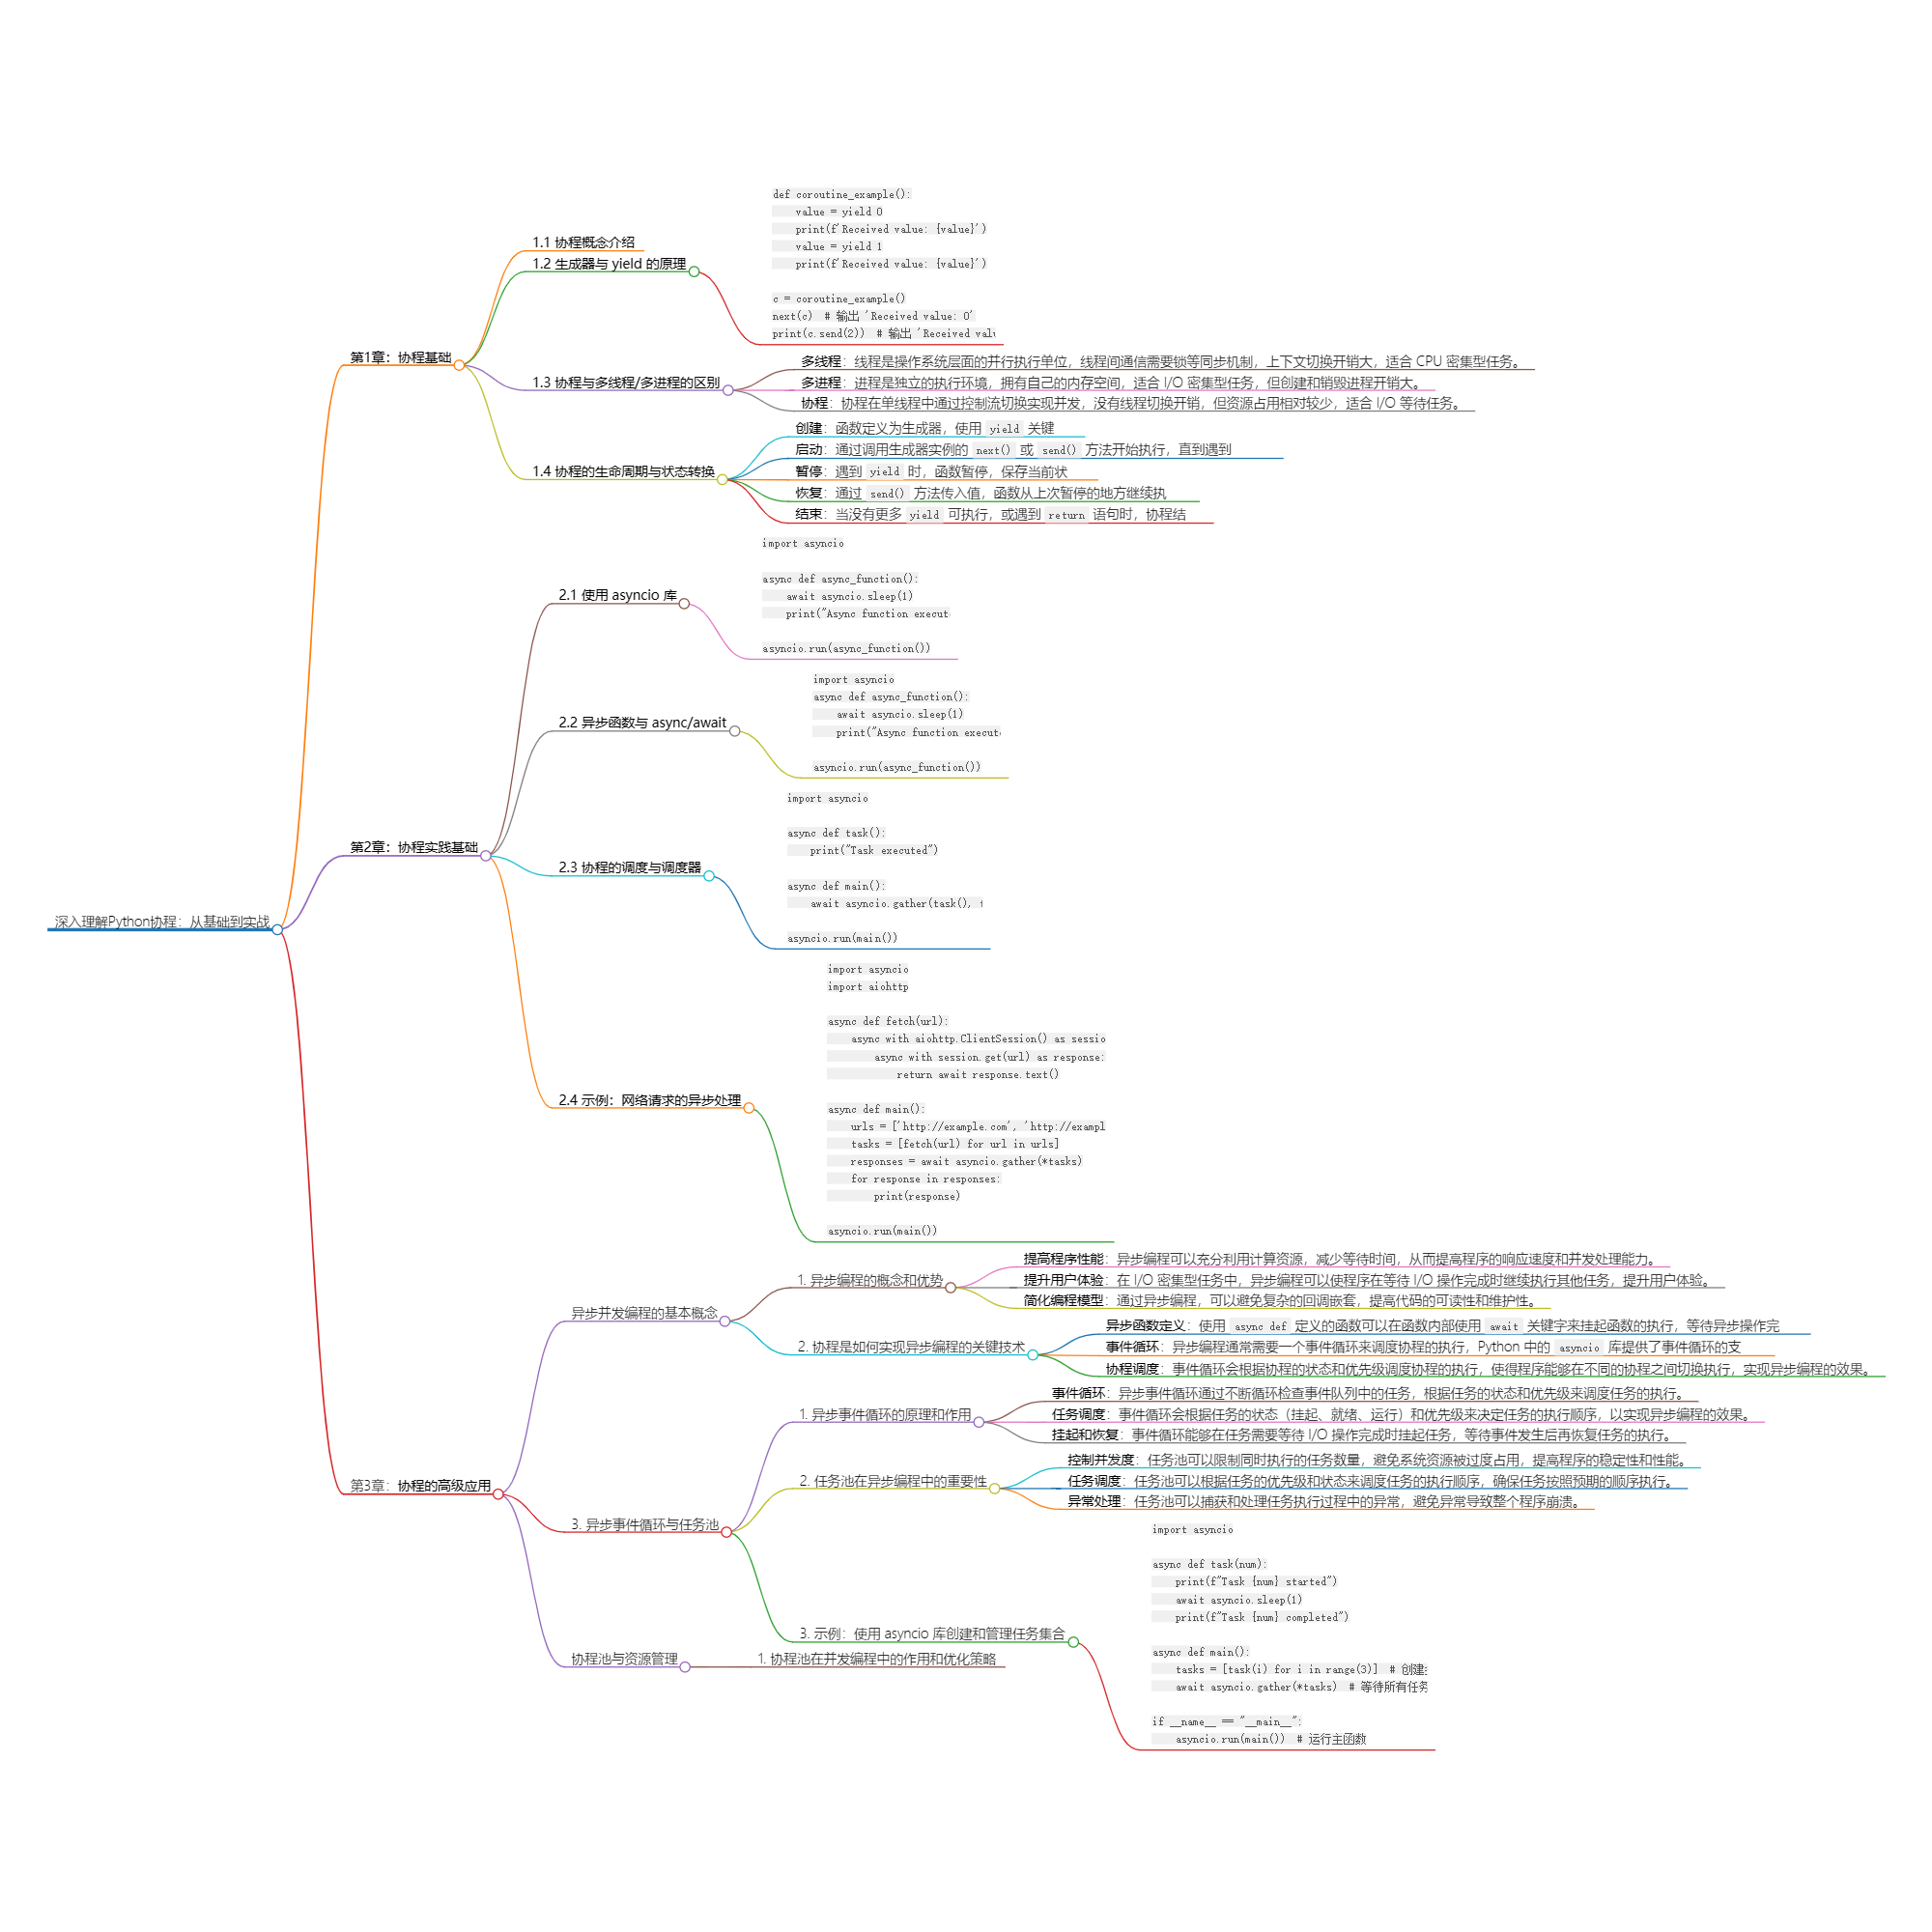 深入理解Python协程：从基础到实战
第1章：协程基础
1.1 协程概念介绍
1.2 生成器与 yield 的原理
def coroutine_example():
    value = yield 0
    print(f'Received value: {value}')
    value = yield 1
    print(f'Received value: {value}')
c = coroutine_example()
next(c)  # 输出 'Received value: 0'
print(c.send(2))  # 输出 'Received valu
1.3 协程与多线程/多进程的区别
多线程：线程是操作系统层面的并行执行单位，线程间通信需要锁等同步机制，上下文切换开销大，适合 CPU 密集型任务。
多进程：进程是独立的执行环境，拥有自己的内存空间，适合 I/O 密集型任务，但创建和销毁进程开销大。
协程：协程在单线程中通过控制流切换实现并发，没有线程切换开销，但资源占用相对较少，适合 I/O 等待任务。
1.4 协程的生命周期与状态转换
创建：函数定义为生成器，使用 yield 关键
启动：通过调用生成器实例的 next() 或 send() 方法开始执行，直到遇到
暂停：遇到 yield 时，函数暂停，保存当前状
恢复：通过 send() 方法传入值，函数从上次暂停的地方继续执
结束：当没有更多 yield 可执行，或遇到 return 语句时，协程结
第2章：协程实践基础
2.1 使用 asyncio 库
import asyncio
async def async_function():
    await asyncio.sleep(1)
    print("Async function execut
asyncio.run(async_function())
2.2 异步函数与 async/await
import asyncio
async def async_function():
    await asyncio.sleep(1)
    print("Async function execut
asyncio.run(async_function())
2.3 协程的调度与调度器
import asyncio
async def task():
    print("Task executed")
async def main():
    await asyncio.gather(task(), t
asyncio.run(main())
2.4 示例：网络请求的异步处理
import asyncio
import aiohttp
async def fetch(url):
    async with aiohttp.ClientSession() as sessio
        async with session.get(url) as response:
            return await response.text()
async def main():
    urls = ['http://example.com', 'http://exampl
    tasks = [fetch(url) for url in urls]
    responses = await asyncio.gather(*tasks)
    for response in responses:
        print(response)
asyncio.run(main())
第3章：协程的高级应用
异步并发编程的基本概念
1. 异步编程的概念和优势
提高程序性能：异步编程可以充分利用计算资源，减少等待时间，从而提高程序的响应速度和并发处理能力。
提升用户体验：在 I/O 密集型任务中，异步编程可以使程序在等待 I/O 操作完成时继续执行其他任务，提升用户体验。
简化编程模型：通过异步编程，可以避免复杂的回调嵌套，提高代码的可读性和维护性。
2. 协程是如何实现异步编程的关键技术
异步函数定义：使用 async def 定义的函数可以在函数内部使用 await 关键字来挂起函数的执行，等待异步操作完
事件循环：异步编程通常需要一个事件循环来调度协程的执行，Python 中的 asyncio 库提供了事件循环的支
协程调度：事件循环会根据协程的状态和优先级调度协程的执行，使得程序能够在不同的协程之间切换执行，实现异步编程的效果。
3. 异步事件循环与任务池
1. 异步事件循环的原理和作用
事件循环：异步事件循环通过不断循环检查事件队列中的任务，根据任务的状态和优先级来调度任务的执行。
任务调度：事件循环会根据任务的状态（挂起、就绪、运行）和优先级来决定任务的执行顺序，以实现异步编程的效果。
挂起和恢复：事件循环能够在任务需要等待 I/O 操作完成时挂起任务，等待事件发生后再恢复任务的执行。
2. 任务池在异步编程中的重要性
控制并发度：任务池可以限制同时执行的任务数量，避免系统资源被过度占用，提高程序的稳定性和性能。
任务调度：任务池可以根据任务的优先级和状态来调度任务的执行顺序，确保任务按照预期的顺序执行。
异常处理：任务池可以捕获和处理任务执行过程中的异常，避免异常导致整个程序崩溃。
3. 示例：使用 asyncio 库创建和管理任务集合
import asyncio
async def task(num):
    print(f"Task {num} started")
    await asyncio.sleep(1)
    print(f"Task {num} completed")
async def main():
    tasks = [task(i) for i in range(3)]  # 创建
    await asyncio.gather(*tasks)  # 等待所有任务
if __name__ == "__main__":
    asyncio.run(main())  # 运行主函数
协程池与资源管理
1. 协程池在并发编程中的作用和优化策略